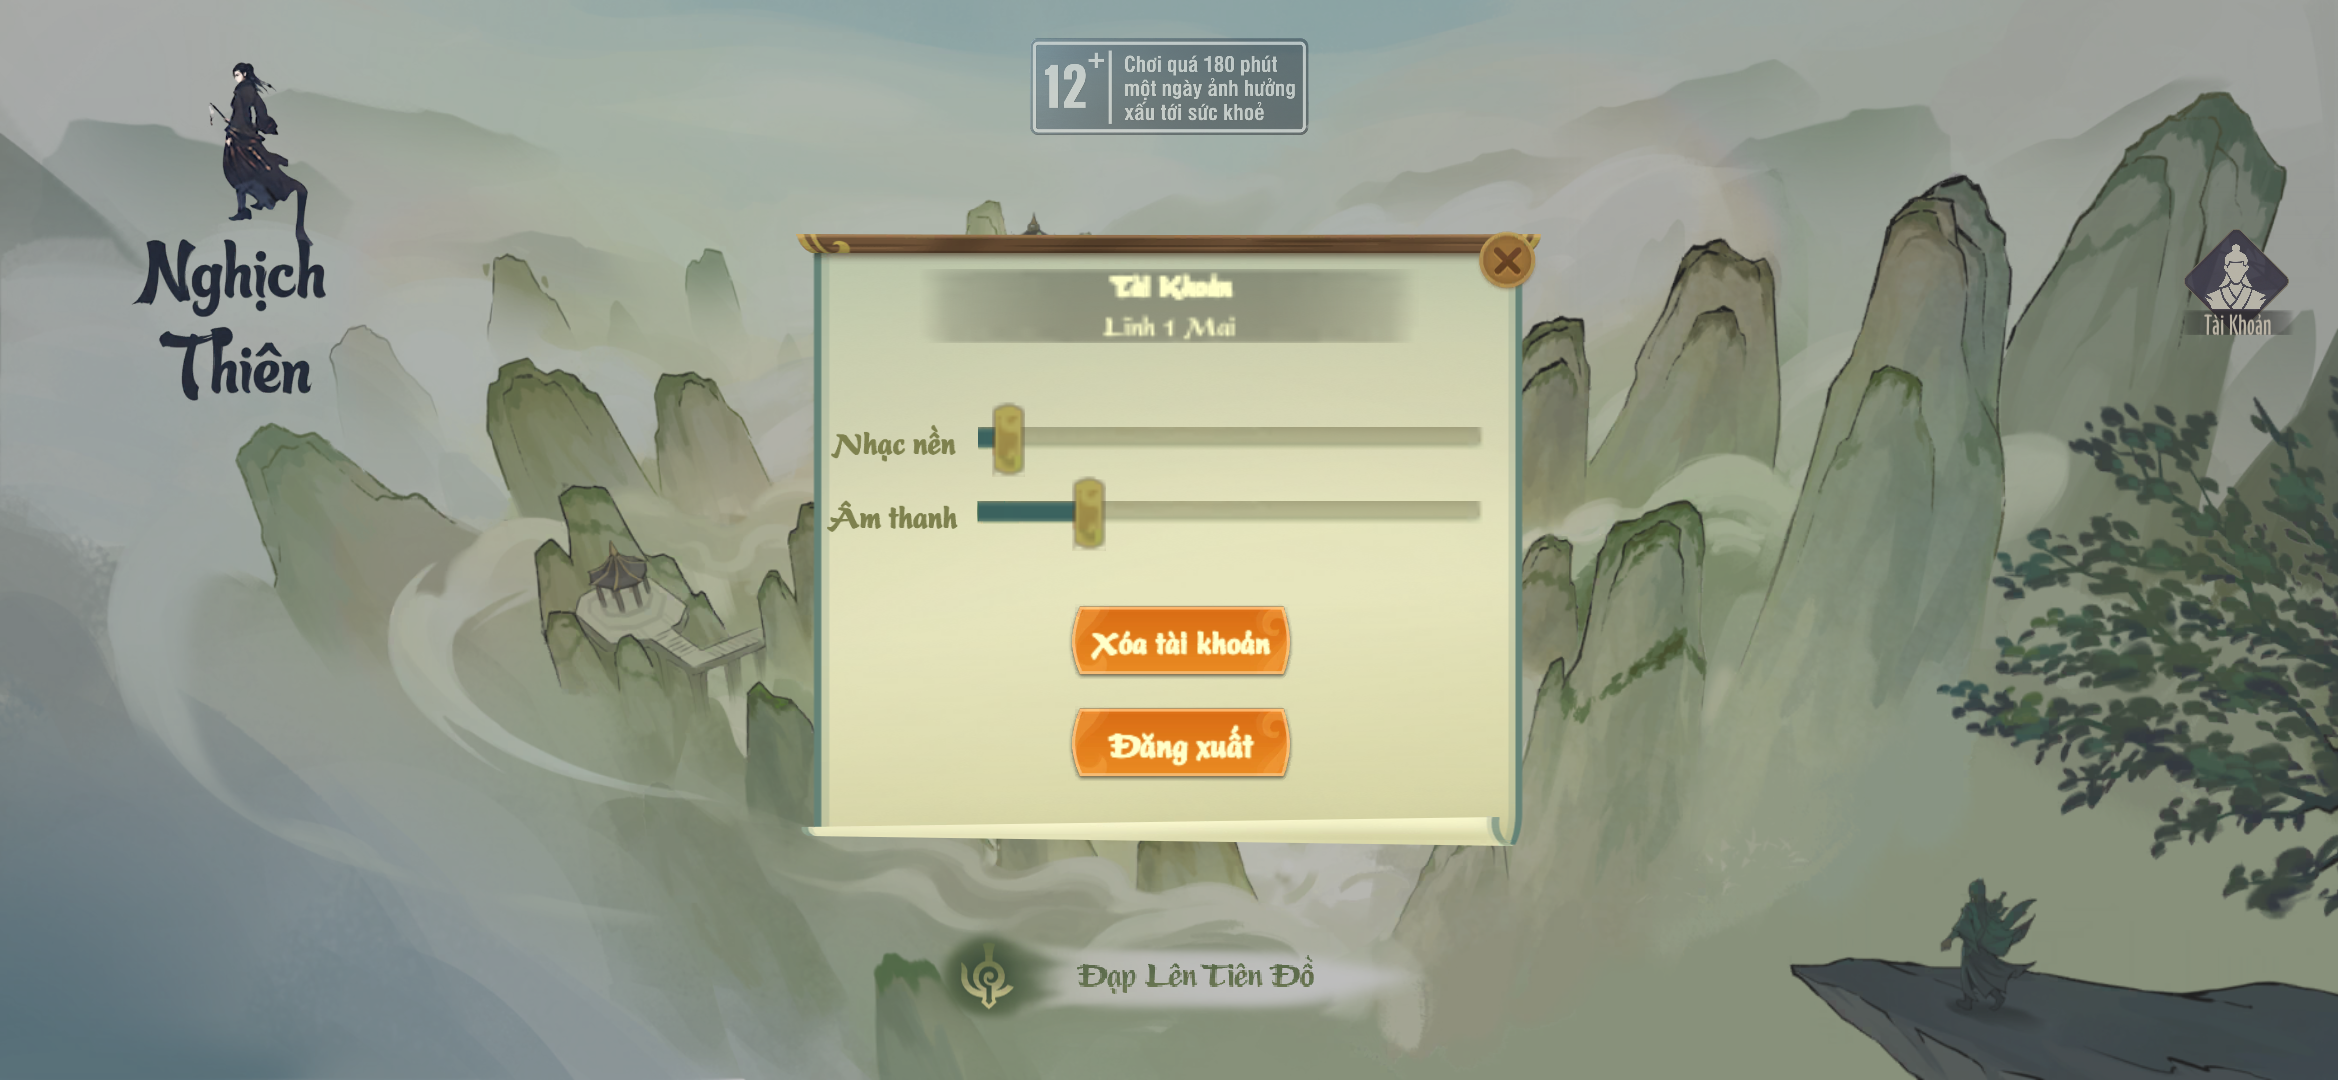 12+
Chơi quá 180 phút
một ngày ảnh hưởng
xấu tới sức khoẻ
Nghịch
Thiên
Tài Khoản
Lĩnh 1 Mai
Tài Khoản
Nhạc nền
Âm thanh
Xóa tài khoản
Đăng xuất
Đạp Lên Tiên Đồ